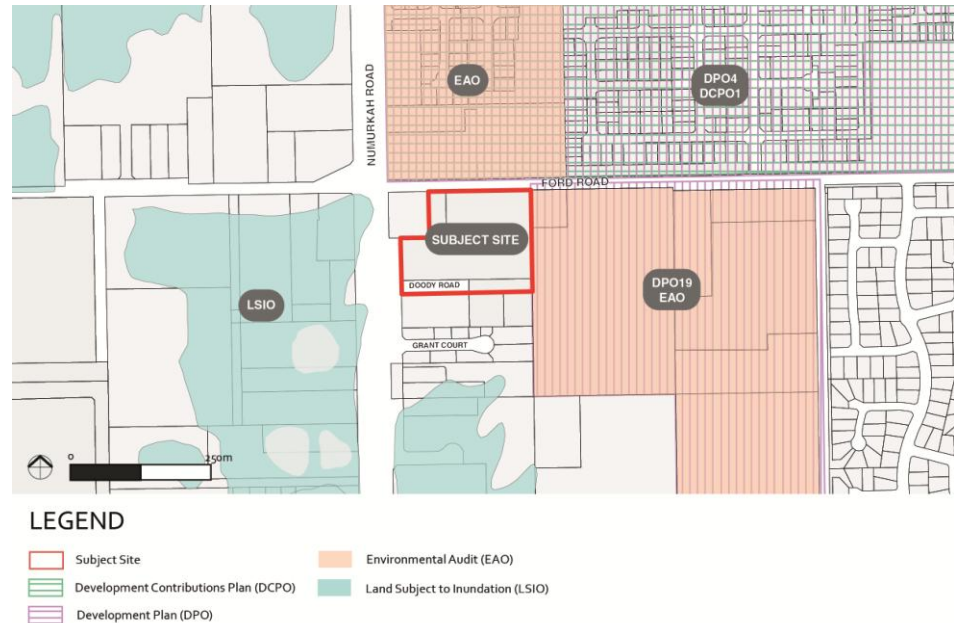 NUMURKAH ROAD
EAO
DPO4
DCPO1
FORD ROAD
SUBJECT SITE
DOODY ROAD
LSIO
DPO19
EAO
GRANT COURT
0
250m
LEGEND
Subject Site
Development Contributions Plan (DCPO)
Development Plan (DPO)
Environmental Audit (EAO)
Land Subject to Inundation (LSIO)